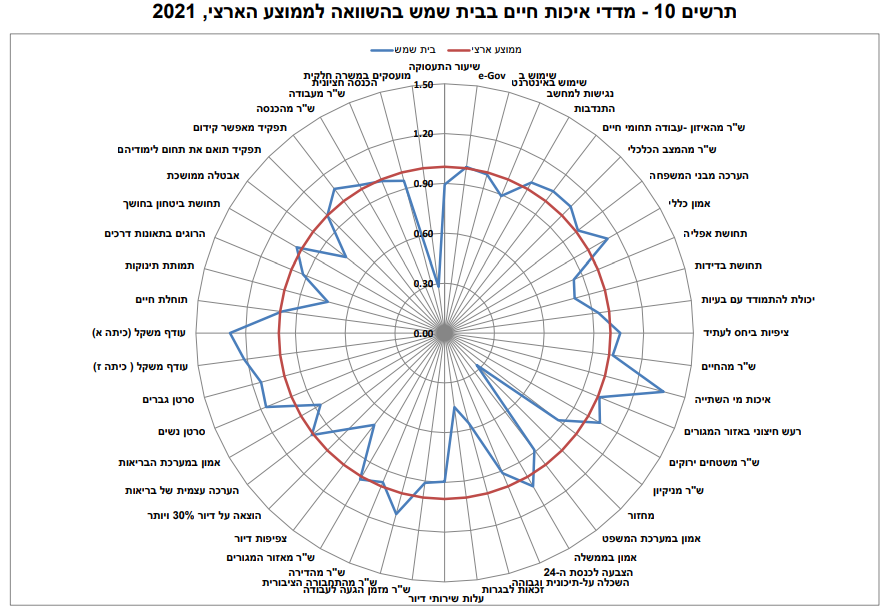 תרשים 10 - מדדי איכות חיים בבית שמש בהשוואה לממוצע הארצי, 2021
ממוצע ארצי
בית שמש
שיעור התעסוקה
שימוש ב e-Gov
שימוש באינטרנט
נגישות למחשב
התנדבות
ש"ר מהאיזון -עבודה תחומי חיים
ש"ר מהמצב הכלכלי
הערכה מבני המשפחה
אמון כללי
תחושת אפליה
תחושת בדידות
יכולת להתמודד עם בעיות
ציפיות ביחס לעתיד
ש"ר מהחיים
איכות מי השתייה
רעש חיצוני באזור המגורים
ש"ר משטחים ירוקים
ש"ר מניקיון
מחזור
אמון במערכת המשפט
אמון בממשלה
הצבעה לכנסת ה-24
השכלה על-תיכונית וגבוהה
זכאות לבגרות
עלות שירותי דיור
ש"ר מזמן הגעה לעבודה
ש"ר מהתחבורה הציבורית
ש"ר מהדירה
ש"ר מאזור המגורים
צפיפות דיור
הוצאה על דיור 30% ויותר
הערכה עצמית של בריאות
אמון במערכת הבריאות
סרטן נשים
סרטן גברים
עודף משקל ( כיתה ז)
עודף משקל (כיתה א)
תוחלת חיים
תמותת תינוקות
הרוגים בתאונות דרכים
תחושת ביטחון בחושך
אבטלה ממושכת
תפקיד תואם את תחום לימודיהם
תפקיד מאפשר קידום
ש"ר מהכנסה
ש"ר מעבודה
הכנסה חציונית
מועסקים במשרה חלקית
1.50
1.20
0.90
0.60
0.30
0.00